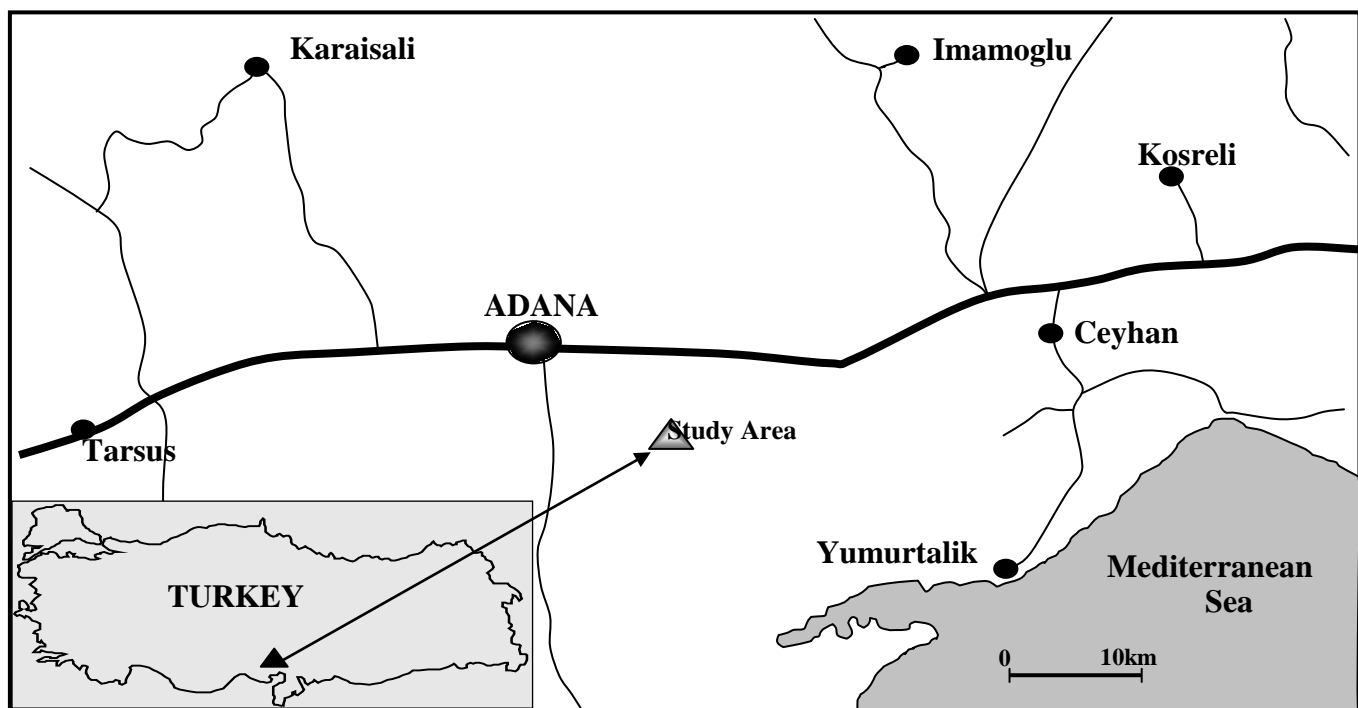 Karaisali
Imamoglu
Kosreli
ADANA
Ceyhan
Study Area
Tarsus
Yumurtalik
Mediterranean
Sea
TURKEY
0 10km